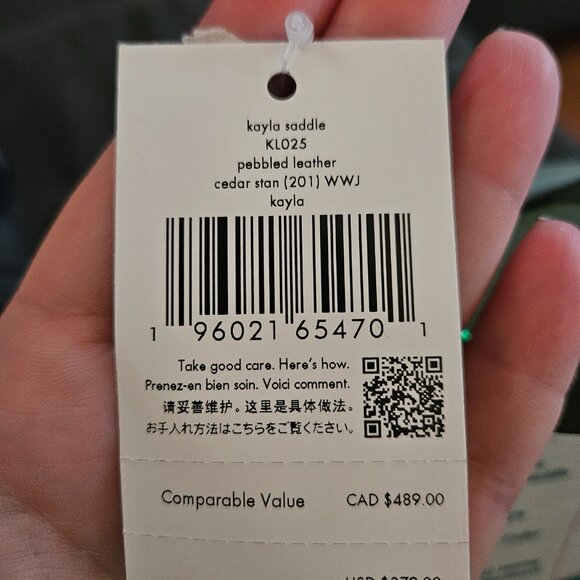 kayla saddle
KL025
pebbled leather
cedar stan (201) WWJ
kayla
1 96021 65470 1
Take good care. Here's how.
Prenez-en bien soin. Voici comment.
请妥善维护。这里是具体做法。
お手入れ方法はこちらをご覧ください。
Comparable Value CAD $489.00